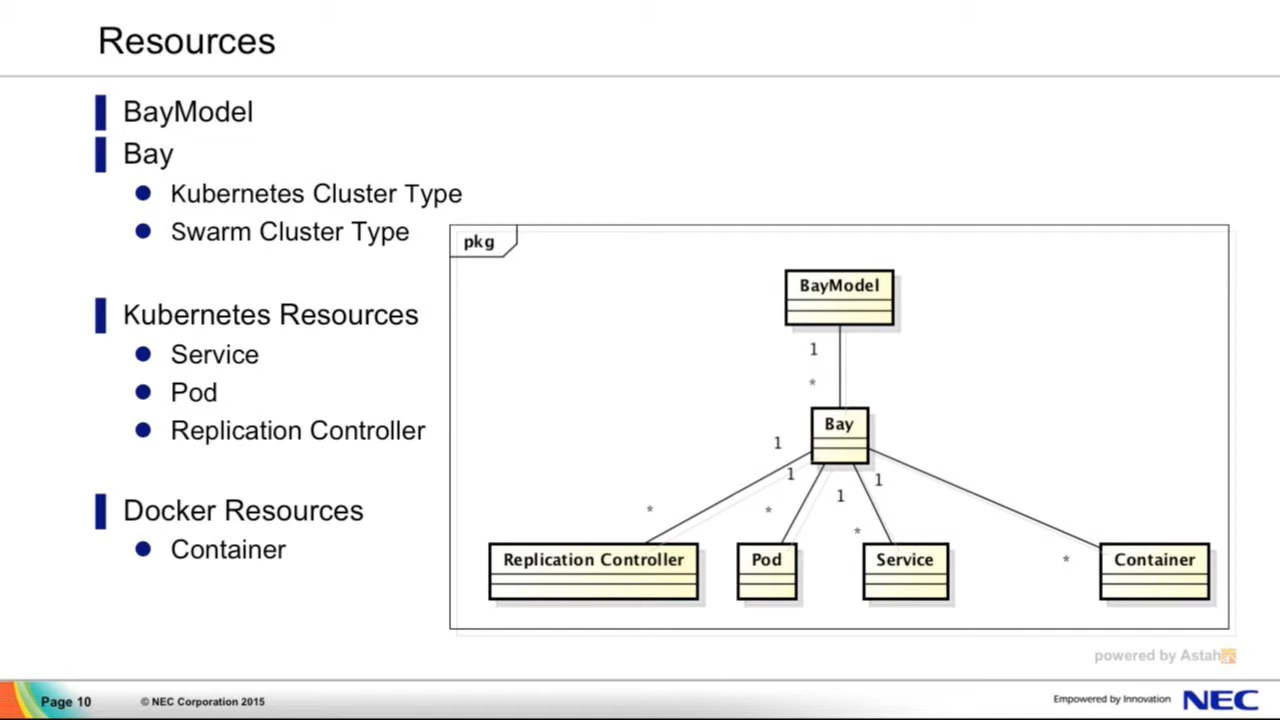 Resources
BayModel
Bay
Kubernetes Cluster Type
Swarm Cluster Type
Kubernetes Resources
Service
Pod
Replication Controller
Docker Resources
Container
pkg
BayModel
1
*
Bay
1
1
1
1
*
*
*
*
Replication Controller
Pod
Service
Container
powered by Astah
Page 10
© NEC Corporation 2015
Empowered by Innovation
NEC